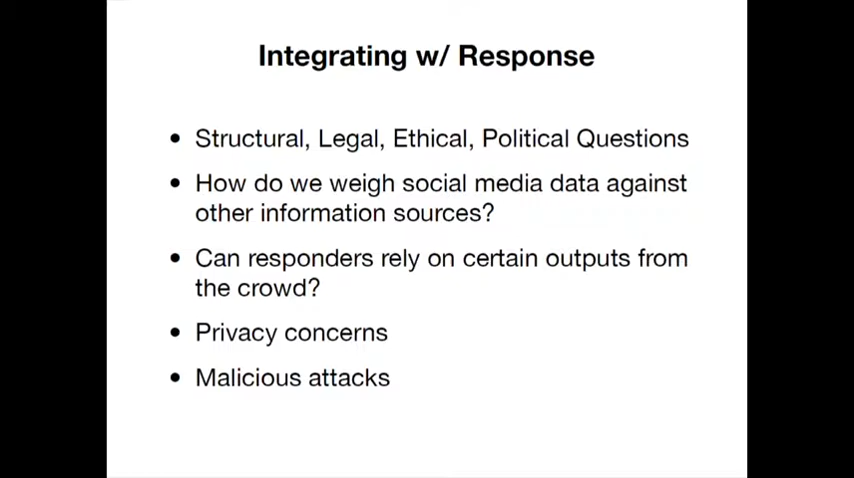 Integrating w/ Response
• Structural, Legal, Ethical, Political Questions
• How do we weigh social media data against
other information sources?
• Can responders rely on certain outputs from
the crowd?
• Privacy concerns
• Malicious attacks